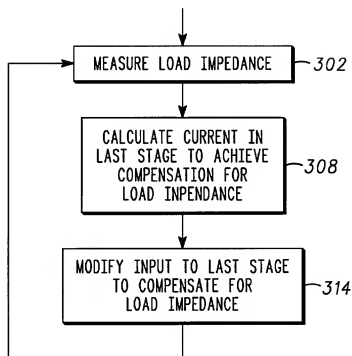 MEASURE LOAD IMPEDANCE
302
CALCULATE CURRENT IN
LAST STAGE TO ACHIEVE
COMPENSATION FOR
LOAD INPENDANCE
308
MODIFY INPUT TO LAST STAGE
TO COMPENSATE FOR
LOAD IMPEDANCE
314